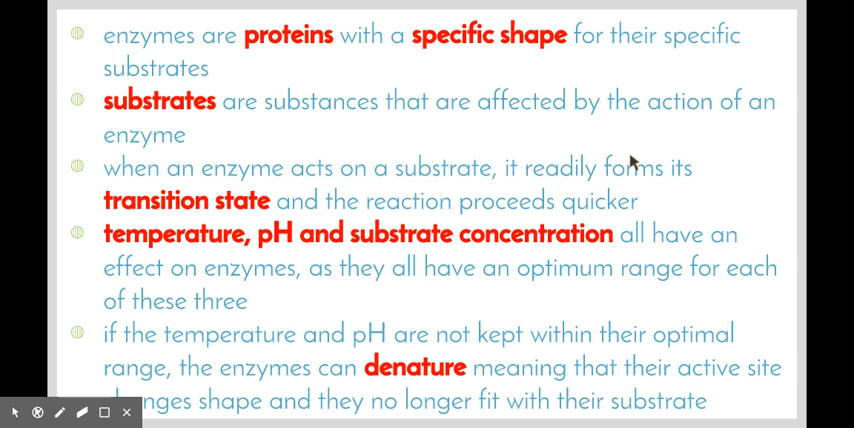 enzymes are proteins with a specific shape for their specific
substrates
substrates are substances that are affected by the action of an
enzyme
when an enzyme acts on a substrate, it readily forms its
transition state and the reaction proceeds quicker
temperature, pH and substrate concentration all have an
effect on enzymes, as they all have an optimum range for each
of these three
if the temperature and pH are not kept within their optimal
range, the enzymes can denature meaning that their active site
changes shape and they no longer fit with their substrate